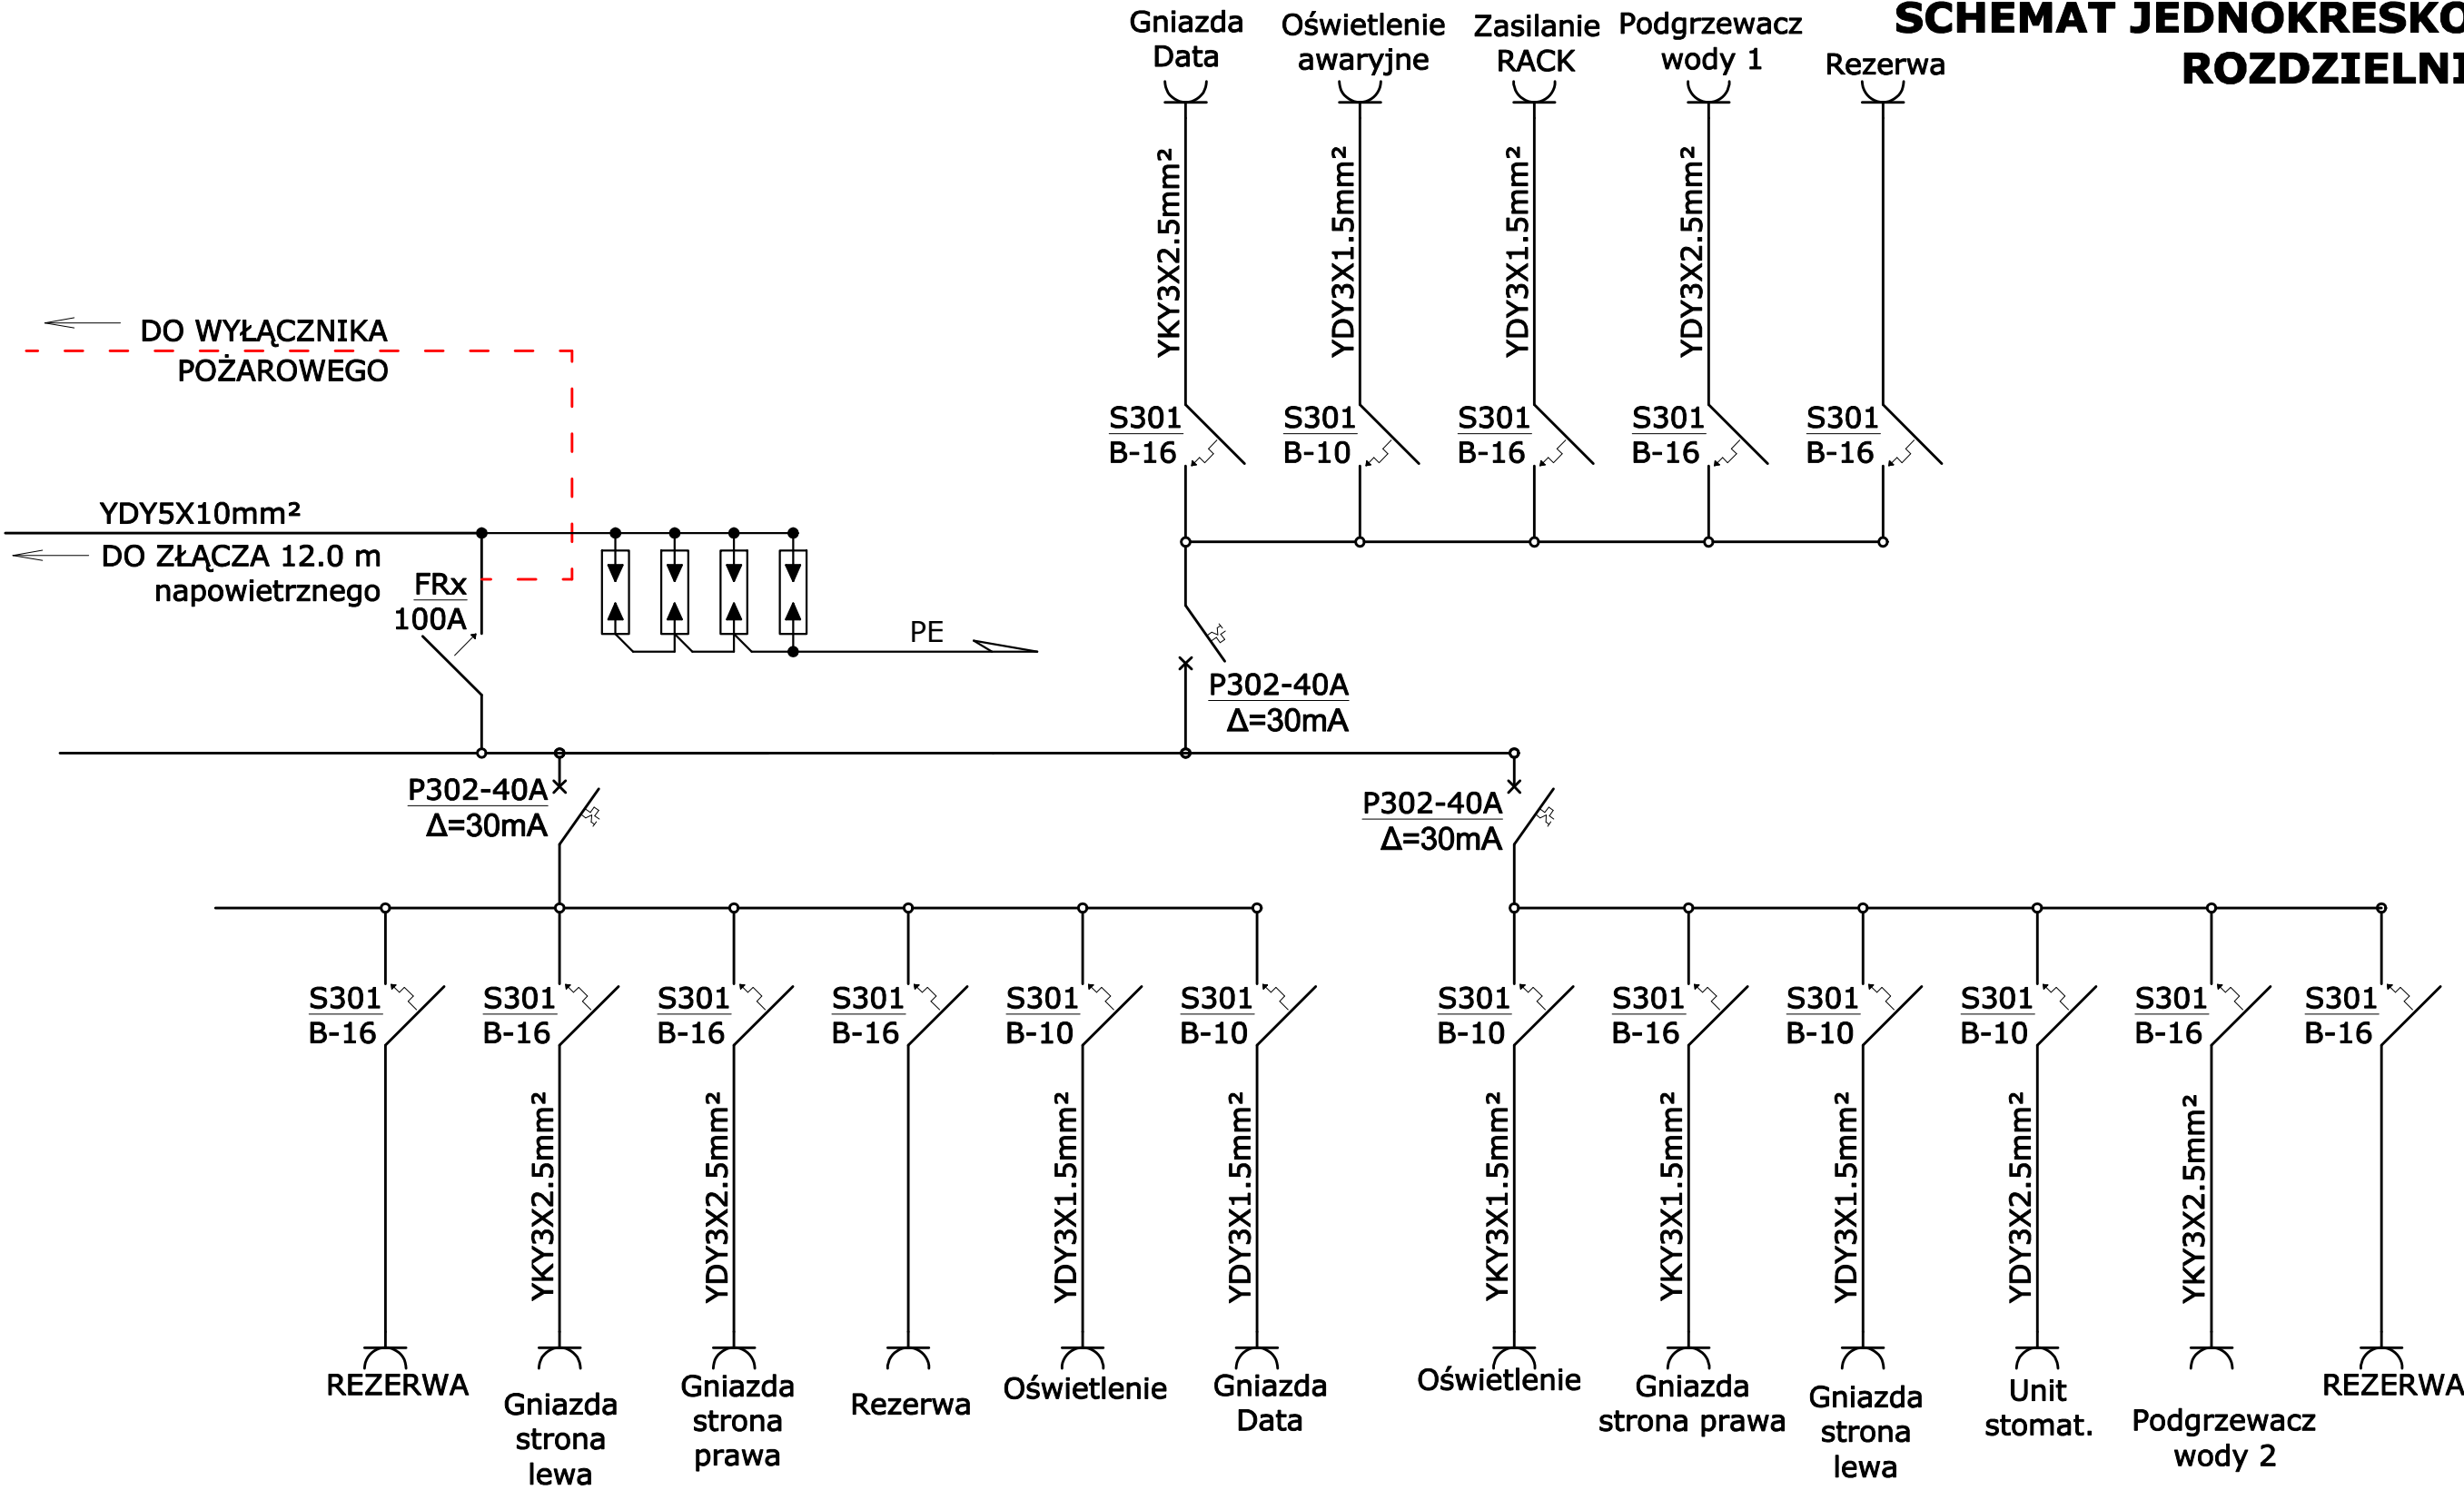 SCHEMAT JEDNOKRESKO
ROZDZIELNI
Gniazda
Data
Oświetlenie
awaryjne
Zasilanie
RACK
Podgrzewacz
wody 1
Rezerwa
YKY3X2.5mm²
YDY3X1.5mm²
YDY3X1.5mm²
YDY3X2.5mm²
S301
B-16
S301
B-10
S301
B-16
S301
B-16
S301
B-16
DO WYŁĄCZNIKA
POŻAROWEGO
YDY5X10mm²
DO ZŁĄCZA 12.0 m
napowietrznego
FRx
100A
PE
P302-40A
Δ=30mA
P302-40A
Δ=30mA
P302-40A
Δ=30mA
S301
B-16
S301
B-16
S301
B-16
S301
B-16
S301
B-10
S301
B-10
S301
B-10
S301
B-16
S301
B-10
S301
B-10
S301
B-16
S301
B-16
YKY3X2.5mm²
YDY3X2.5mm²
YDY3X1.5mm²
YDY3X1.5mm²
YKY3X1.5mm²
YKY3X1.5mm²
YDY3X1.5mm²
YDY3X2.5mm²
YKY3X2.5mm²
REZERWA
Gniazda
strona
lewa
Gniazda
strona
prawa
Rezerwa
Oświetlenie
Gniazda
Data
Oświetlenie
Gniazda
strona prawa
Gniazda
strona
lewa
Unit
stomat.
Podgrzewacz
wody 2
REZERWA